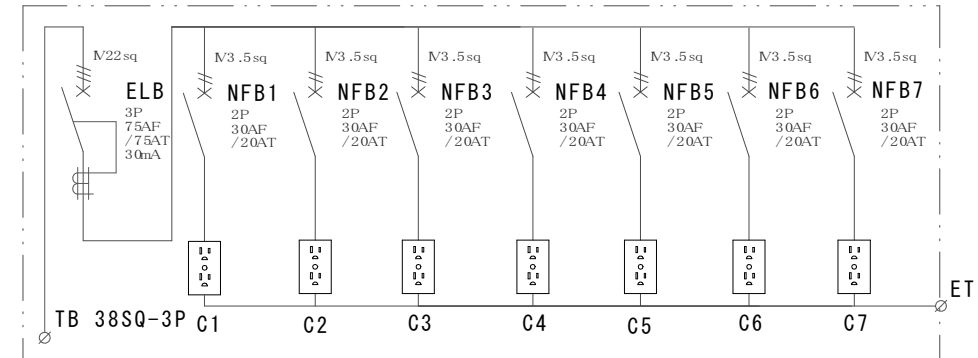 IV22sq
IV3.5sq
IV3.5sq
IV3.5sq
IV3.5sq
IV3.5sq
IV3.5sq
IV3.5sq
ELB
3P
75AF
/75AT
30mA
NFB1
2P
30AF
/20AT
NFB2
2P
30AF
/20AT
NFB3
2P
30AF
/20AT
NFB4
2P
30AF
/20AT
NFB5
2P
30AF
/20AT
NFB6
2P
30AF
/20AT
NFB7
2P
30AF
/20AT
ET
TB 38SQ-3P
C1
C2
C3
C4
C5
C6
C7